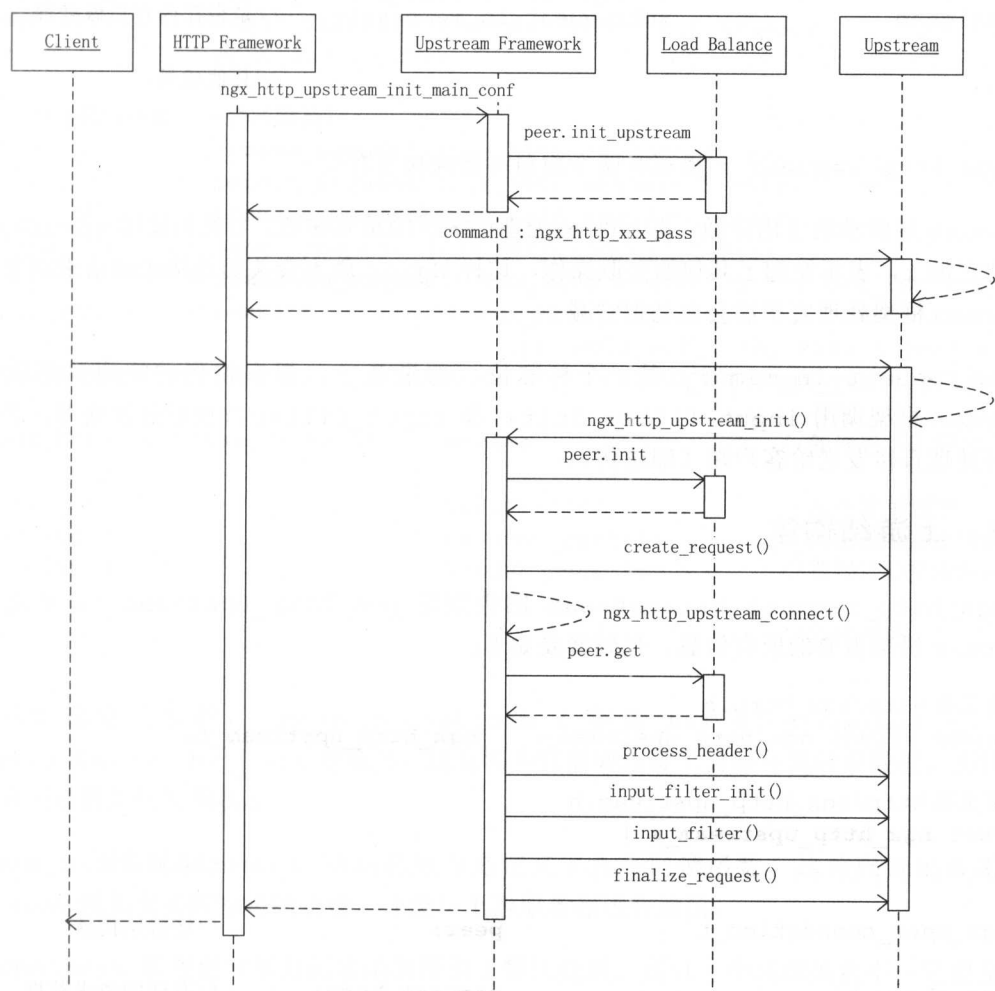 Client
HTTP Framework
Upstream Framework
Load Balance
Upstream
ngx_http_upstream_init_main_conf
peer.init_upstream
command : ngx_http_xxx_pass
ngx_http_upstream_init()
peer.init
create_request()
ngx_http_upstream_connect()
peer.get
process_header()
input_filter_init()
input_filter()
finalize_request()